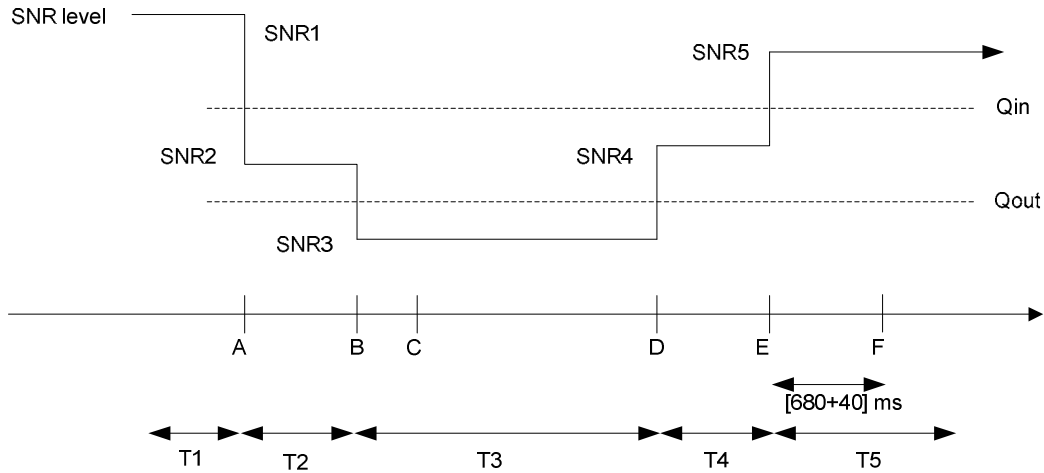 SNR level
SNR1
SNR5
Qin
SNR2
SNR4
Qout
SNR3
A
B
C
D
E
F
[680+40] ms
T1
T2
T3
T4
T5